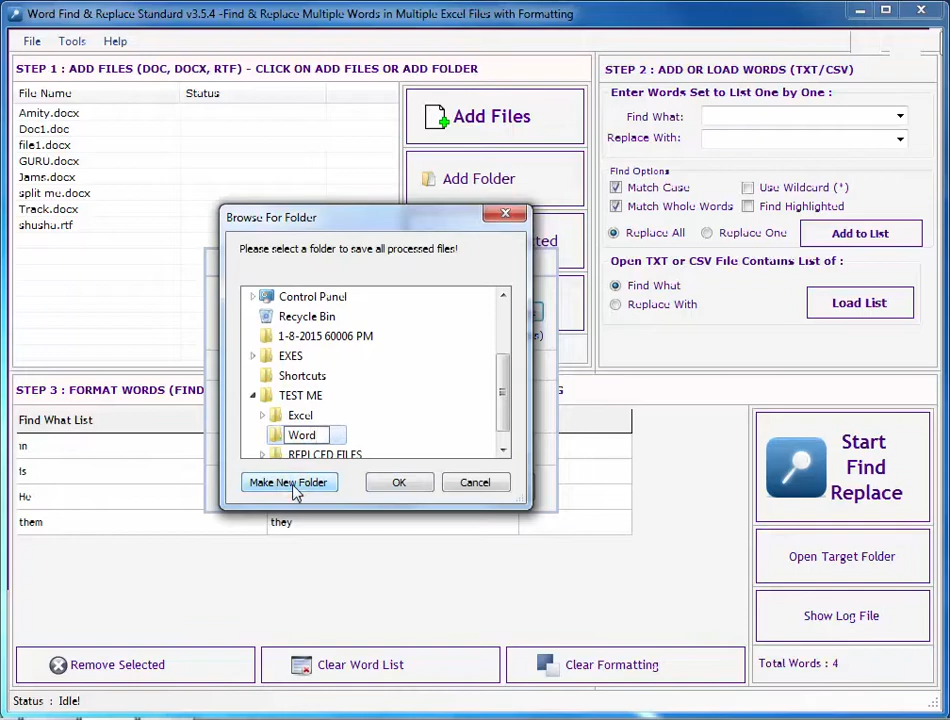 Word Find & Replace Standard v3.5.4 -Find & Replace Multiple Words in Multiple Excel Files with Formatting
File Tools Help
STEP 1 : ADD FILES (DOC, DOCX, RTF) - CLICK ON ADD FILES OR ADD FOLDER
File Name Status
Amity.docx
Doc1.doc
file1.docx
GURU.docx
Jams.docx
split me.docx
Track.docx
shushu.rtf
Add Files
Add Folder
STEP 2 : ADD OR LOAD WORDS (TXT/CSV)
Enter Words Set to List One by One :
Find What:
Replace With:
Find Options
Match Case Use Wildcard (*)
Match Whole Words Find Highlighted
Replace All Replace One Add to List
Open TXT or CSV File Contains List of :
Find What
Replace With
Load List
Browse For Folder
Please select a folder to save all processed files!
Control Panel
Recycle Bin
1-8-2015 60006 PM
EXES
Shortcuts
TEST ME
Excel
Word
REPLCED FILES
Make New Folder OK Cancel
STEP 3 : FORMAT WORDS (FIND
Find What List
in
is
He
them they
Start Find Replace
Open Target Folder
Show Log File
Remove Selected Clear Word List Clear Formatting Total Words : 4
Status : Idle!